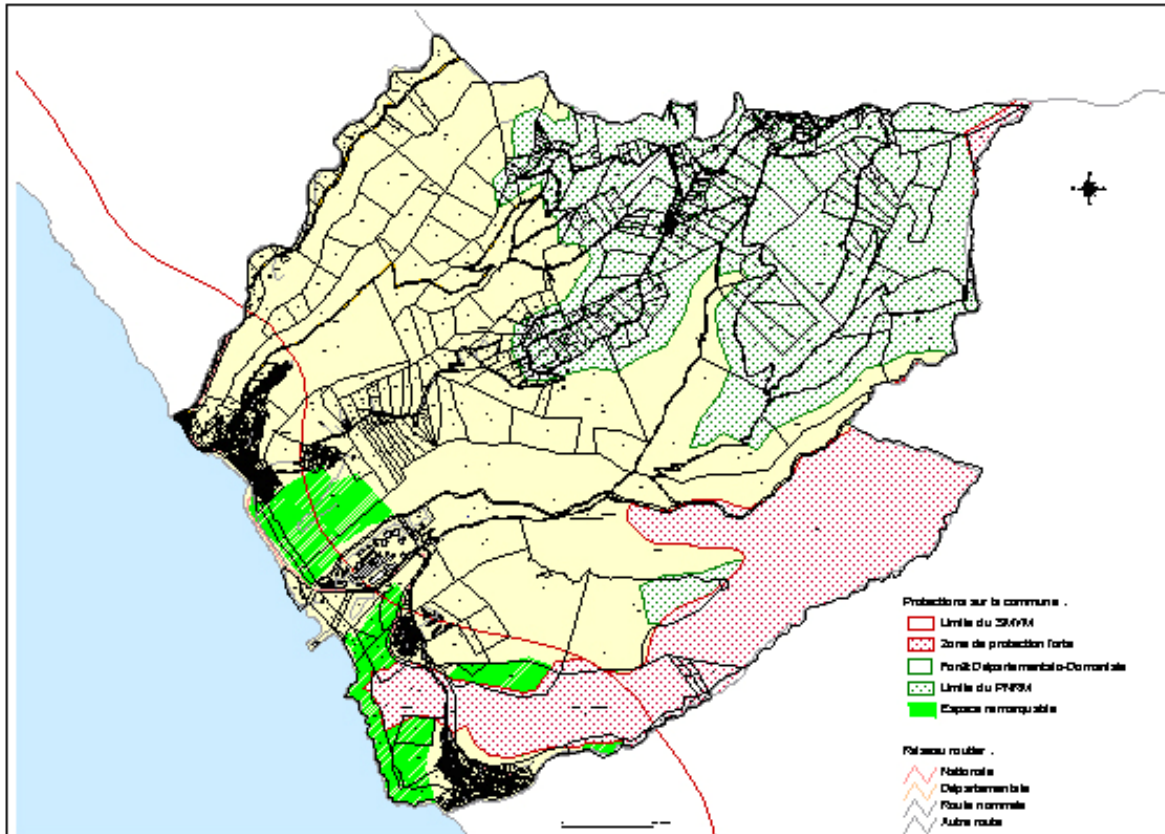 Protections sur la commune :
Limite du SMVM
Zone de protection forte
Forêt Départementalo-Domaniale
Limite du PNRM
Espace remarquable
Réseau routier :
Nationale
Départementale
Route nommée
Autre route